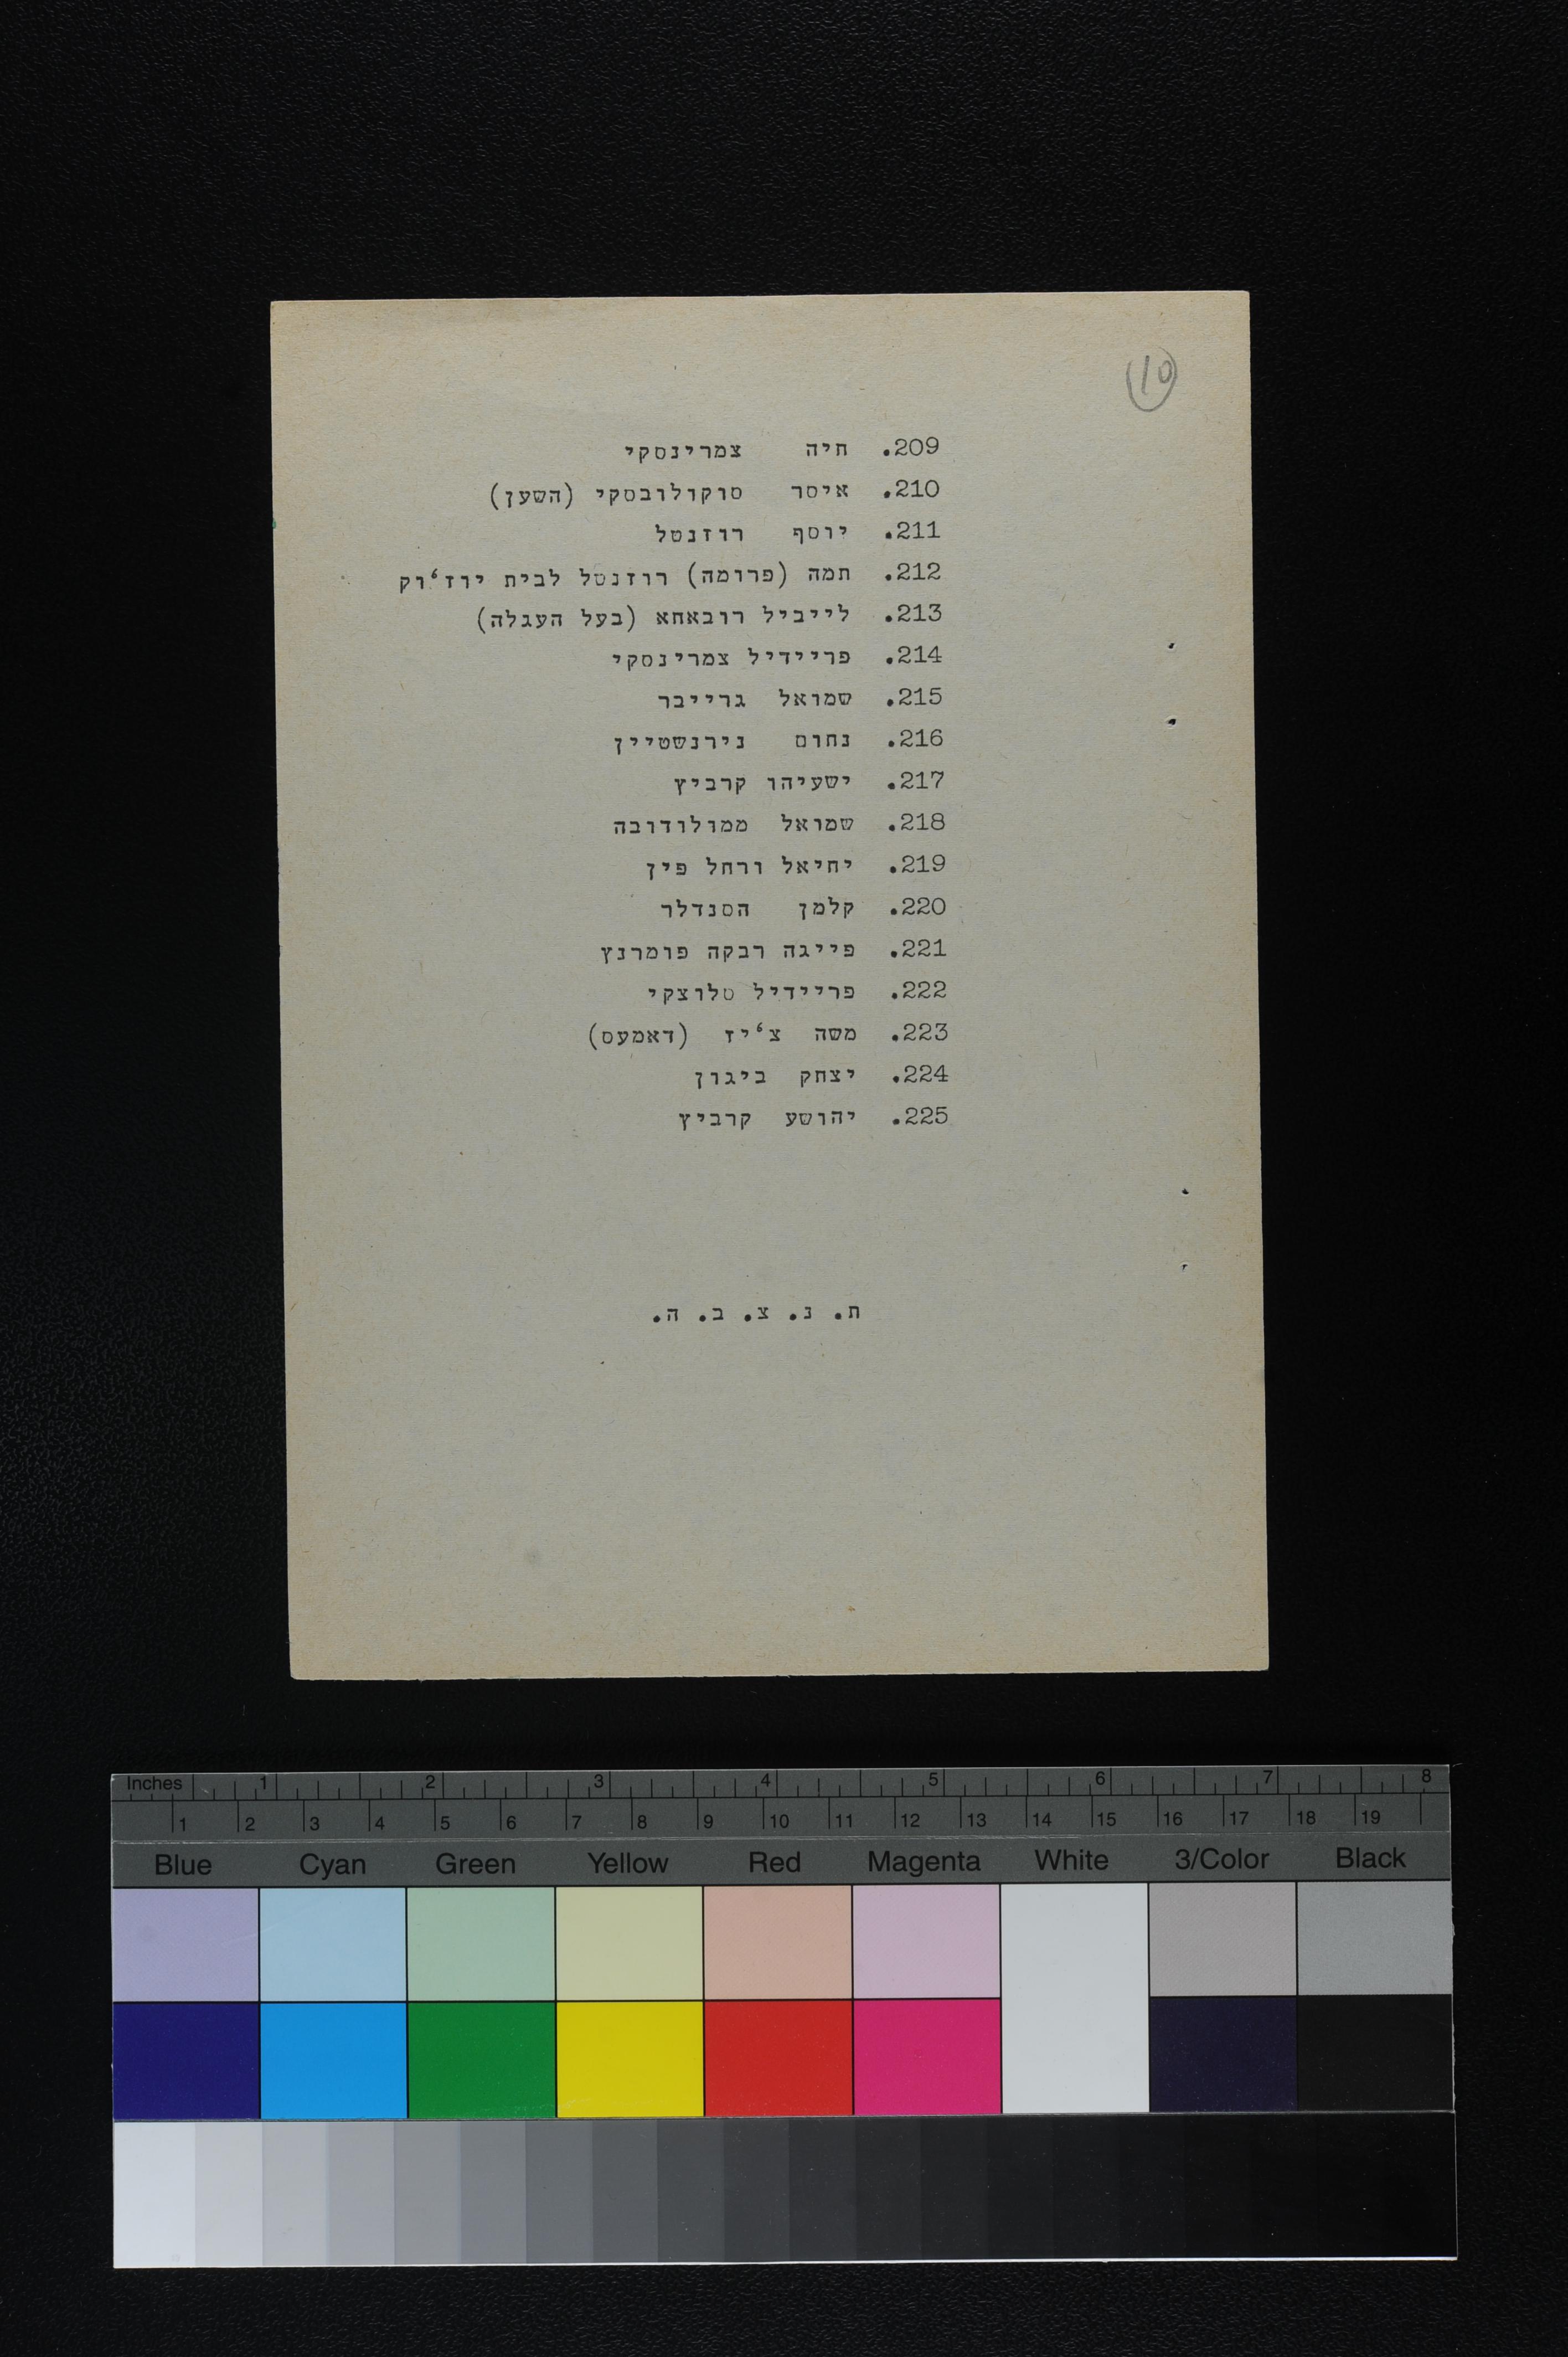 10
209. חיה צמרינסקי
210. איסר סוקולובסקי (השען)
211. יוסף רוזנטל
212. תמה (פרומה) רוזנטל לבית יוז'וק
213. לייביל רובאחא (בעל העגלה)
214. פריידיל צמרינסקי
215. שמואל גרייבר
216. נחום נירנשטיין
217. ישעיהו קרביץ
218. שמואל ממולודובה
219. יחיאל ורחל פין
220. קלמן הסנדלר
221. פייגה רבקה פומרנץ
222. פריידיל סלוצקי
223. משה צ'יז (דאמעס)
224. יצחק ביגון
225. יהושע קרביץ
ת. נ. צ. ב. ה.
Inches 1 2 3 4 5 6 7 8
1 2 3 4 5 6 7 8 9 10 11 12 13 14 15 16 17 18 19
Blue Cyan Green Yellow Red Magenta White 3/Color Black